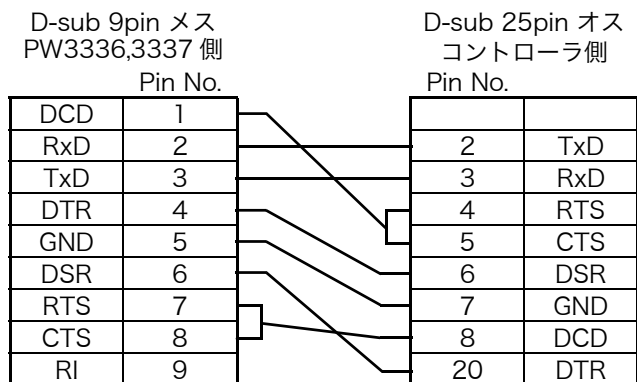 D-sub 9pin メス
PW3336,3337 側
D-sub 25pin オス
コントローラ側
Pin No.
Pin No.
DCD 1
RxD 2 2 TxD
TxD 3 3 RxD
DTR 4 4 RTS
GND 5 5 CTS
DSR 6 6 DSR
RTS 7 7 GND
CTS 8 8 DCD
RI 9 20 DTR